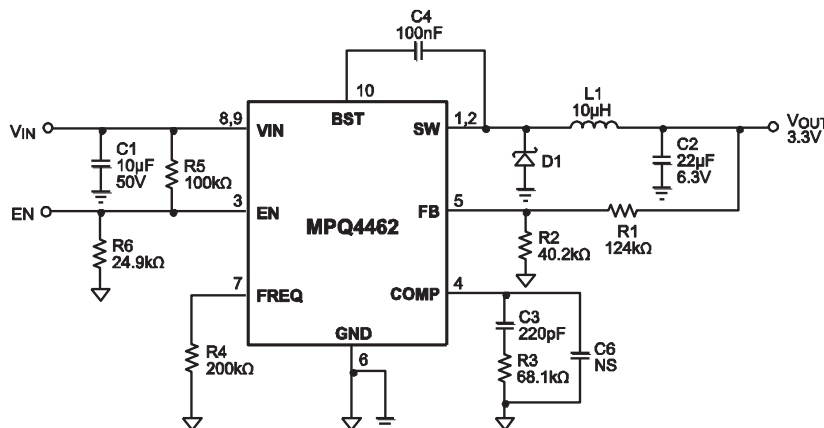 C4
100nF
10
BST
8,9
VIN
1,2
SW
L1
10µH
VIN
VOUT
3.3V
C1
10µF
50V
R5
100kΩ
D1
C2
22µF
6.3V
EN
3
EN
MPQ4462
5
FB
R6
24.9kΩ
R2
40.2kΩ
R1
124kΩ
7
FREQ
4
COMP
GND
6
R4
200kΩ
C3
220pF
R3
68.1kΩ
C6
NS